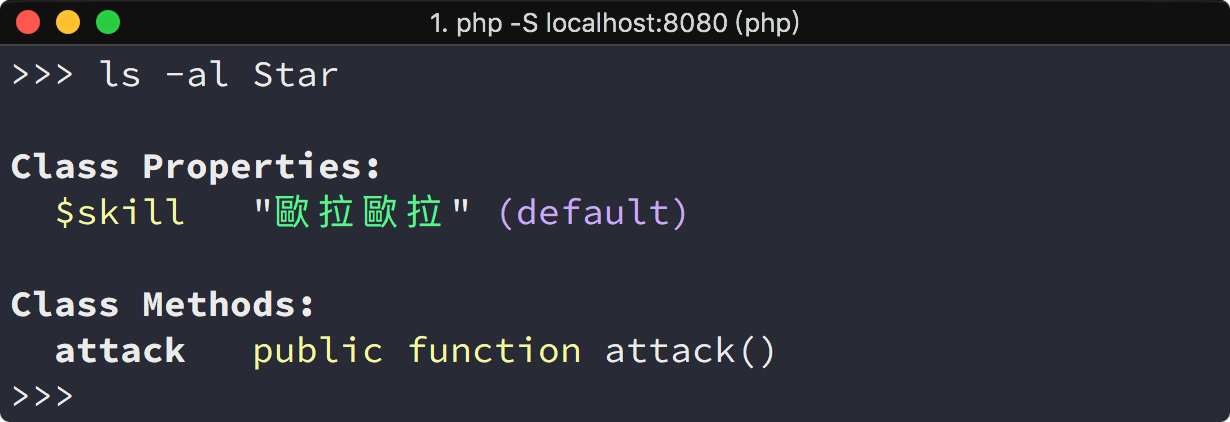 1. php -S localhost:8080 (php)
>>> ls -al Star
Class Properties:
$skill "歐拉歐拉" (default)
Class Methods:
attack public function attack()
>>>